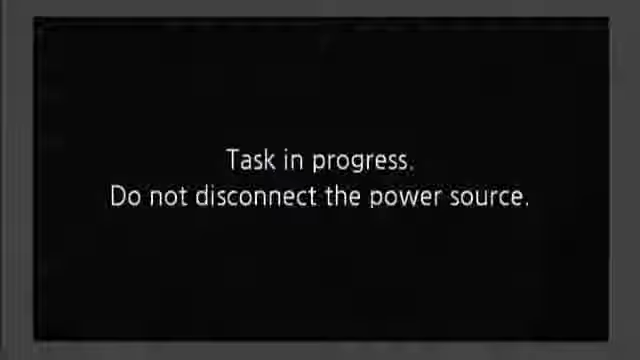 Task in progress.
Do not disconnect the power source.